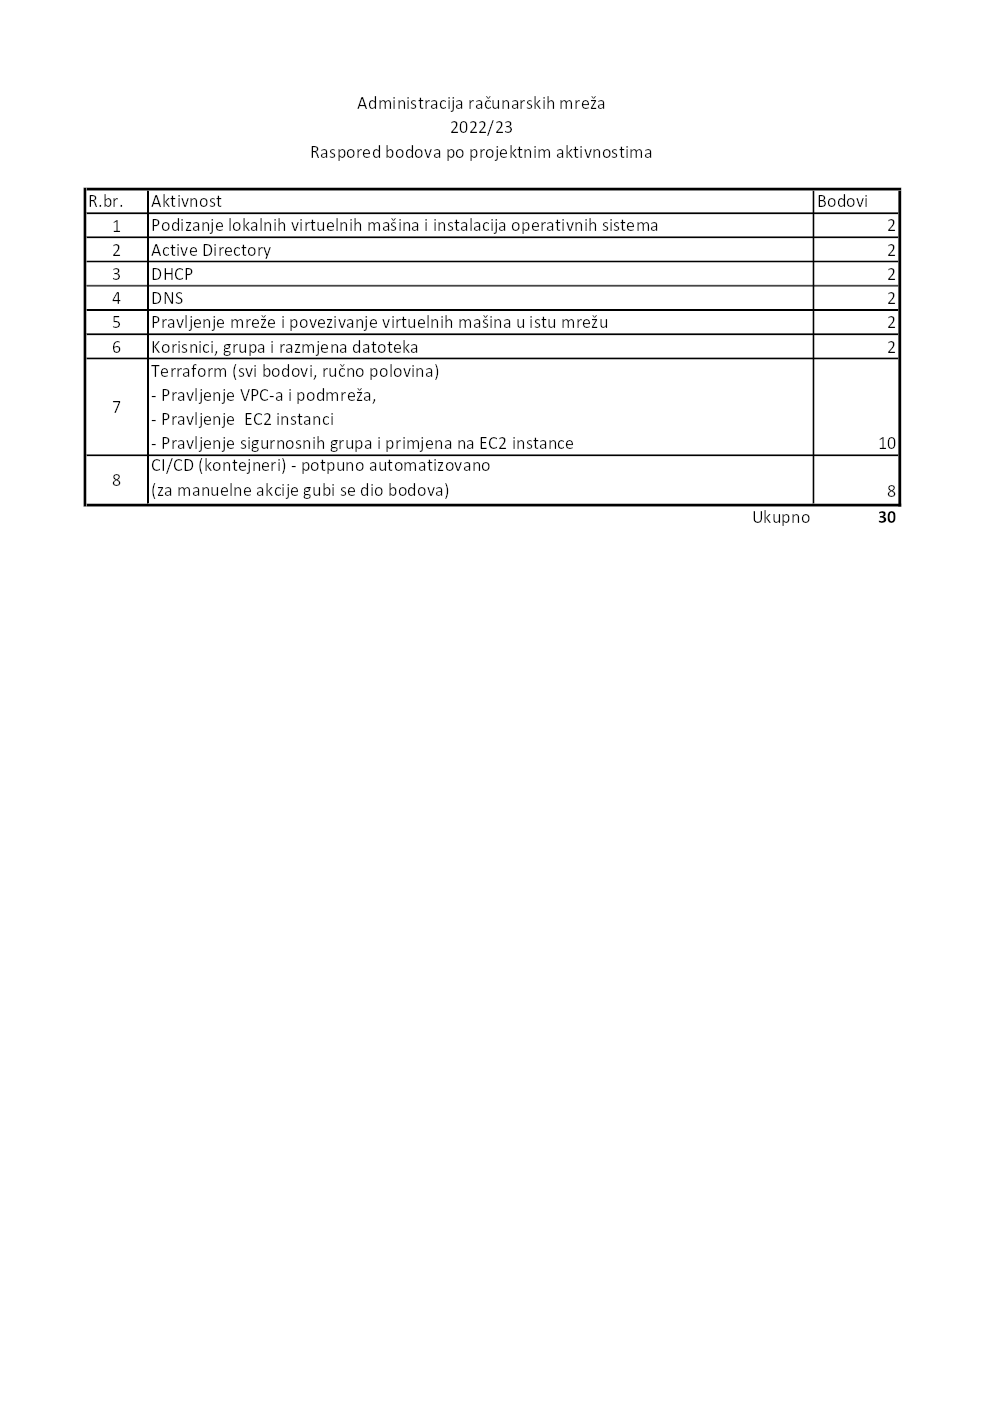 Administracija računarskih mreža
2022/23
Raspored bodova po projektnim aktivnostima
R.br. Aktivnost Bodovi
1 Podizanje lokalnih virtuelnih mašina i instalacija operativnih sistema 2
2 Active Directory 2
3 DHCP 2
4 DNS 2
5 Pravljenje mreže i povezivanje virtuelnih mašina u istu mrežu 2
6 Korisnici, grupa i razmjena datoteka 2
7 Terraform (svi bodovi, ručno polovina)
- Pravljenje VPC-a i podmreža,
- Pravljenje  EC2 instanci
- Pravljenje sigurnosnih grupa i primjena na EC2 instance 10
8 CI/CD (kontejneri) - potpuno automatizovano
(za manuelne akcije gubi se dio bodova) 8
Ukupno 30